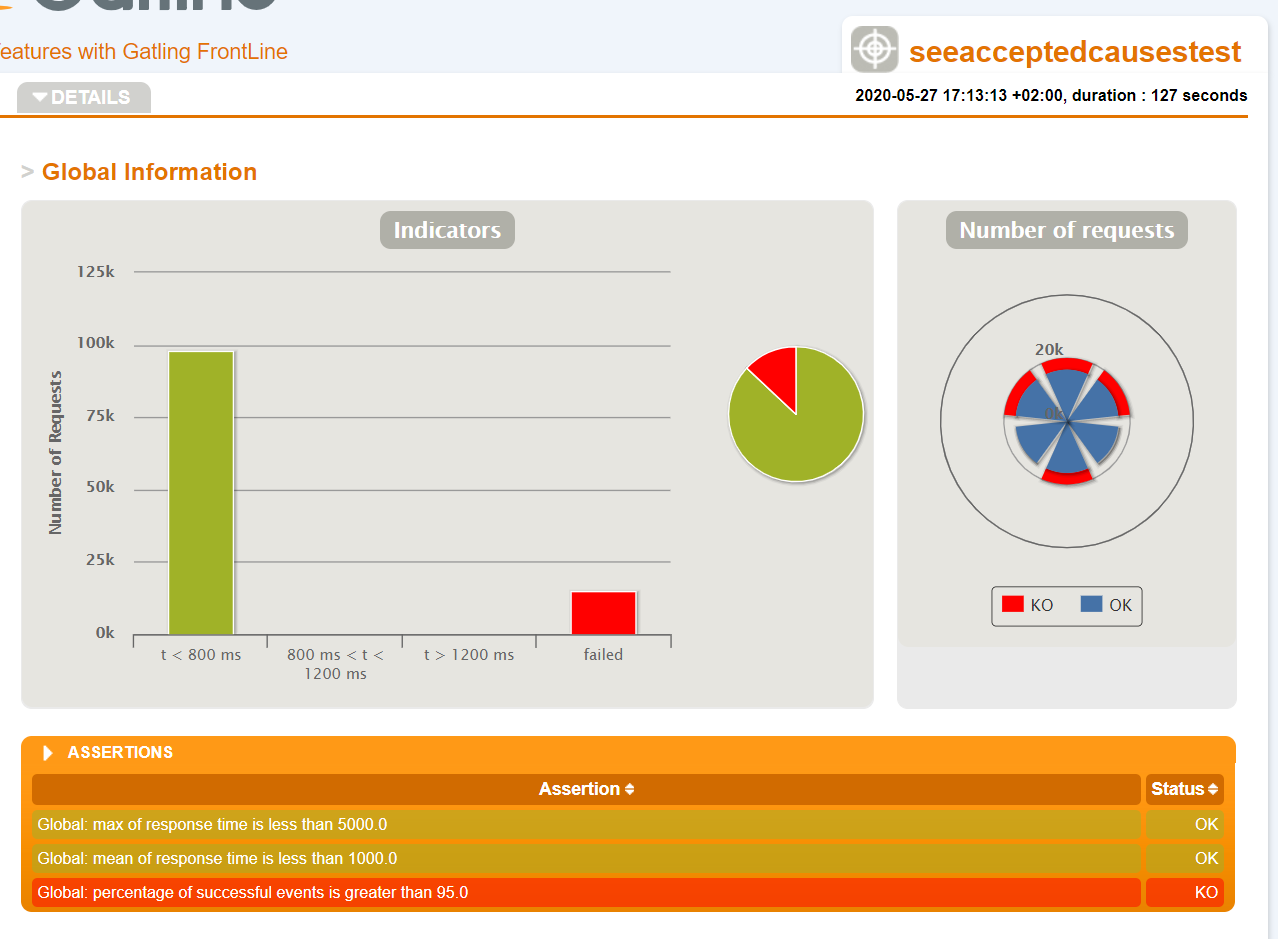 eatures with Gatling FrontLine
seeacceptedcausestest
DETAILS
2020-05-27 17:13:13 +02:00, duration : 127 seconds
> Global Information
Indicators
Number of Requests
125k
100k
75k
50k
25k
0k
t < 800 ms
800 ms < t <
1200 ms
t > 1200 ms
failed
Number of requests
20k
0k
KO
OK
ASSERTIONS
Assertion
Status
Global: max of response time is less than 5000.0
OK
Global: mean of response time is less than 1000.0
OK
Global: percentage of successful events is greater than 95.0
KO